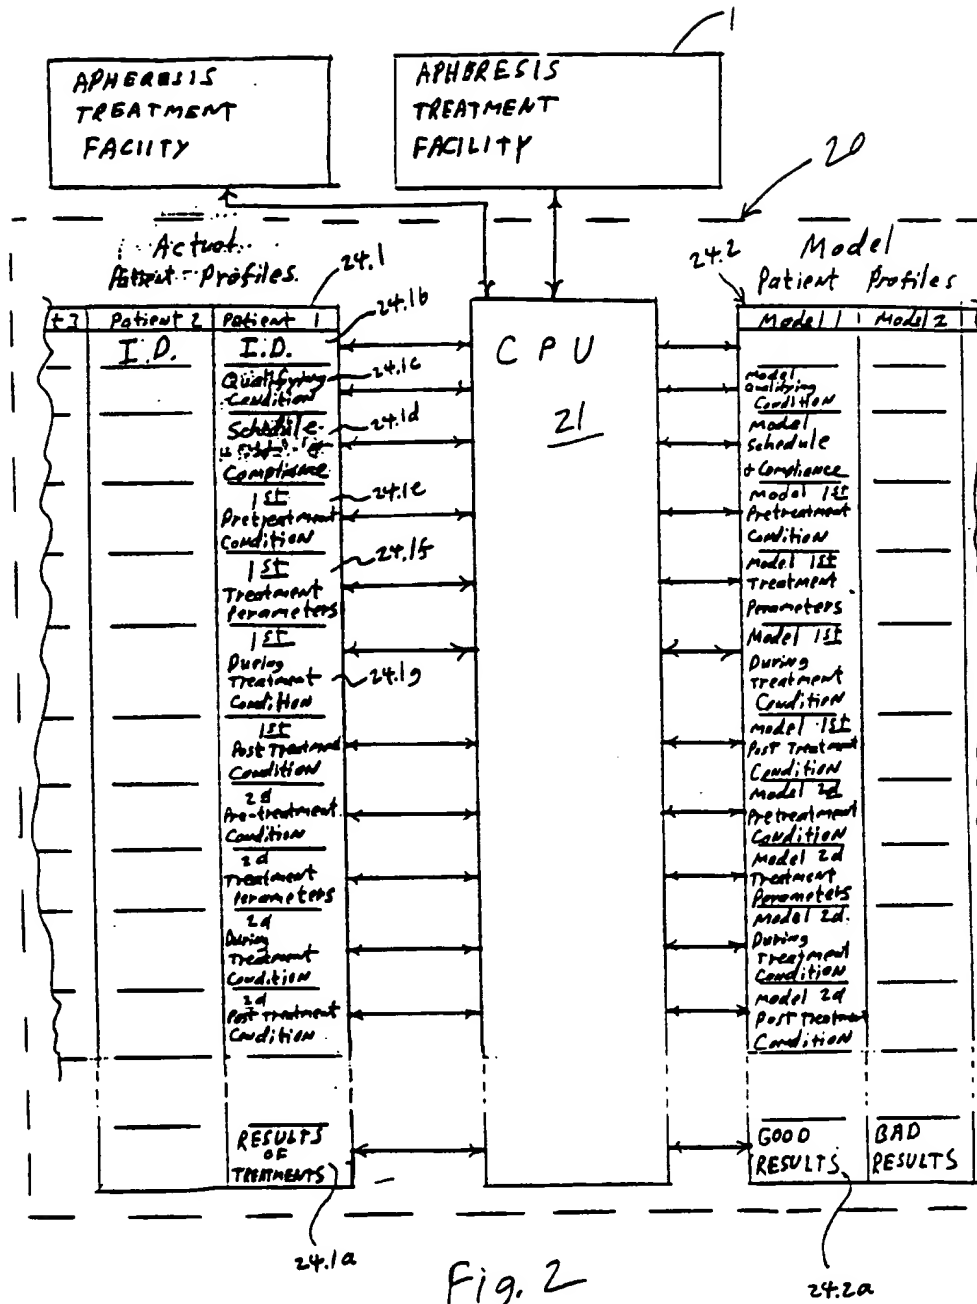 1
APHERESIS
TREATMENT
FACIITY
APHERESIS
TREATMENT
FACILITY
20
Actual
Patient Profiles.
24.1
24.2
Model
Patient Profiles
t 3
Patient 2
Patient 1
24.1b
Model 1
Model 2
I.D.
I.D.
CPU
21
Qualifying
Condition
24.1c
Schedule
Compliance
24.1d
1st
Pretreatment
Condition
24.1e
1st
Treatment
Perameters
24.1f
1st
During
Treatment
Condition
24.1g
1st
Post Treatment
Condition
2d
Pre-treatment
Condition
2d
Treatment
Perameters
2d
During
Treatment
Condition
2d
Post Treatment
Condition
RESULTS
OF
TREATMENTS
24.1a
Model
Qualifying
Condition
Model
Schedule
+ Compliance
Model 1st
Pretreatment
Condition
Model 1st
Treatment
Perameters
Model 1st
During
Treatment
Condition
Model 1st
Post Treatment
Condition
Model 2d
Pretreatment
Condition
Model 2d
Treatment
Perameters
Model 2d.
During
Treatment
Condition
Model 2d
Post Treatment
Condition
GOOD
RESULTS
BAD
RESULTS
24.2a
Fig. 2